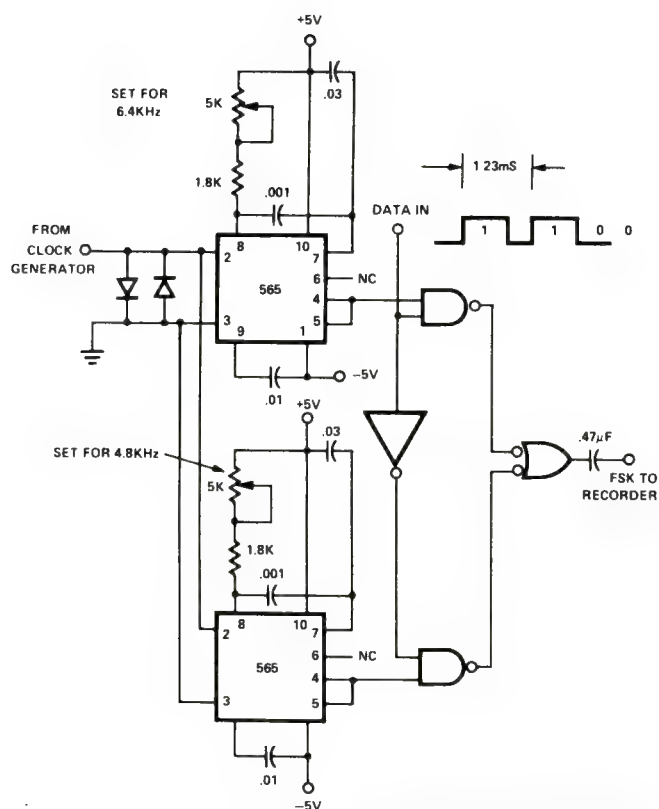 +5V
SET FOR
6.4KHz
5K
.03
1.8K
.001
1 23mS
DATA IN
1 1 0 0
FROM
CLOCK
GENERATOR
8 10 7
2
6 NC
565
4
5
3
9 1
-5V
.01
+5V
.03
SET FOR 4.8KHz
5K
.47µF
FSK TO
RECORDER
1.8K
.001
8 10 7
2
6 NC
565
4
3
5
.01
-5V